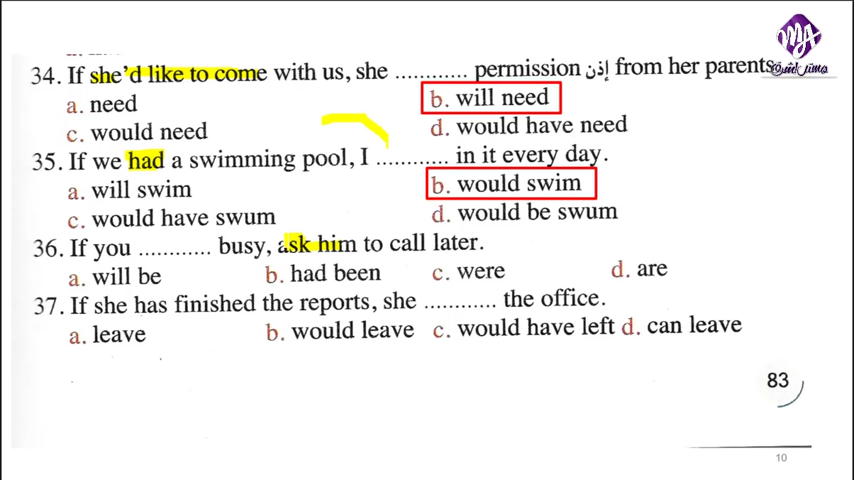 34. If she'd like to come with us, she ............ permission إذن from her parents.
a. need b. will need
c. would need d. would have need
35. If we had a swimming pool, I ............ in it every day.
a. will swim b. would swim
c. would have swum d. would be swum
36. If you ............ busy, ask him to call later.
a. will be b. had been c. were d. are
37. If she has finished the reports, she ............ the office.
a. leave b. would leave c. would have left d. can leave
83
10